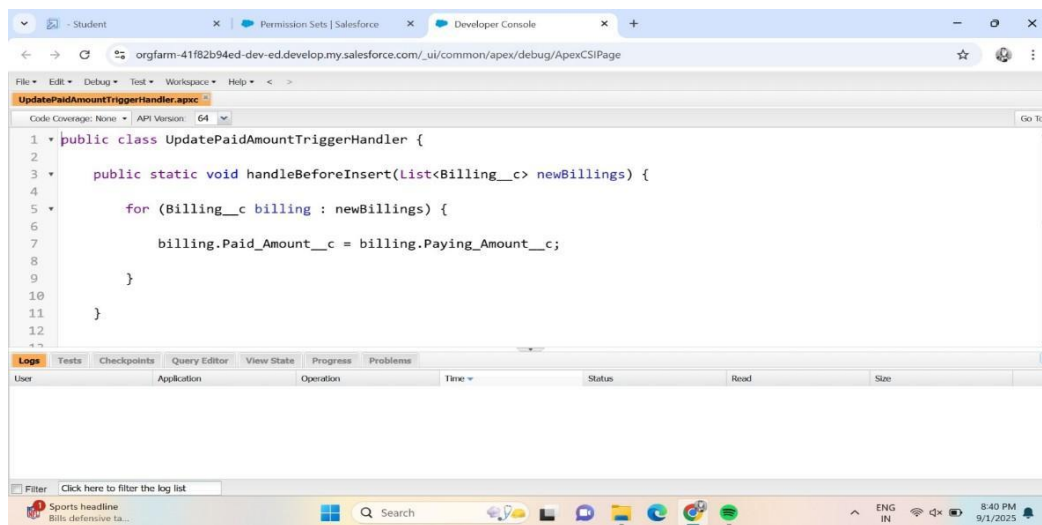 - Student
Permission Sets | Salesforce
Developer Console
orgfarm-41f82b94ed-dev-ed.develop.my.salesforce.com/_ui/common/apex/debug/ApexCSIPage
File Edit Debug Test Workspace Help < >
UpdatePaidAmountTriggerHandler.apxc
Code Coverage: None API Version: 64 Go To
1 public class UpdatePaidAmountTriggerHandler {
2
3 public static void handleBeforeInsert(List<Billing__c> newBillings) {
4
5 for (Billing__c billing : newBillings) {
6
7 billing.Paid_Amount__c = billing.Paying_Amount__c;
8
9 }
10
11 }
12
Logs Tests Checkpoints Query Editor View State Progress Problems
User Application Operation Time Status Read Size
Filter Click here to filter the log list
1 Sports headline
Bills defensive ta...
Search
ENG
IN
8:40 PM
9/1/2025